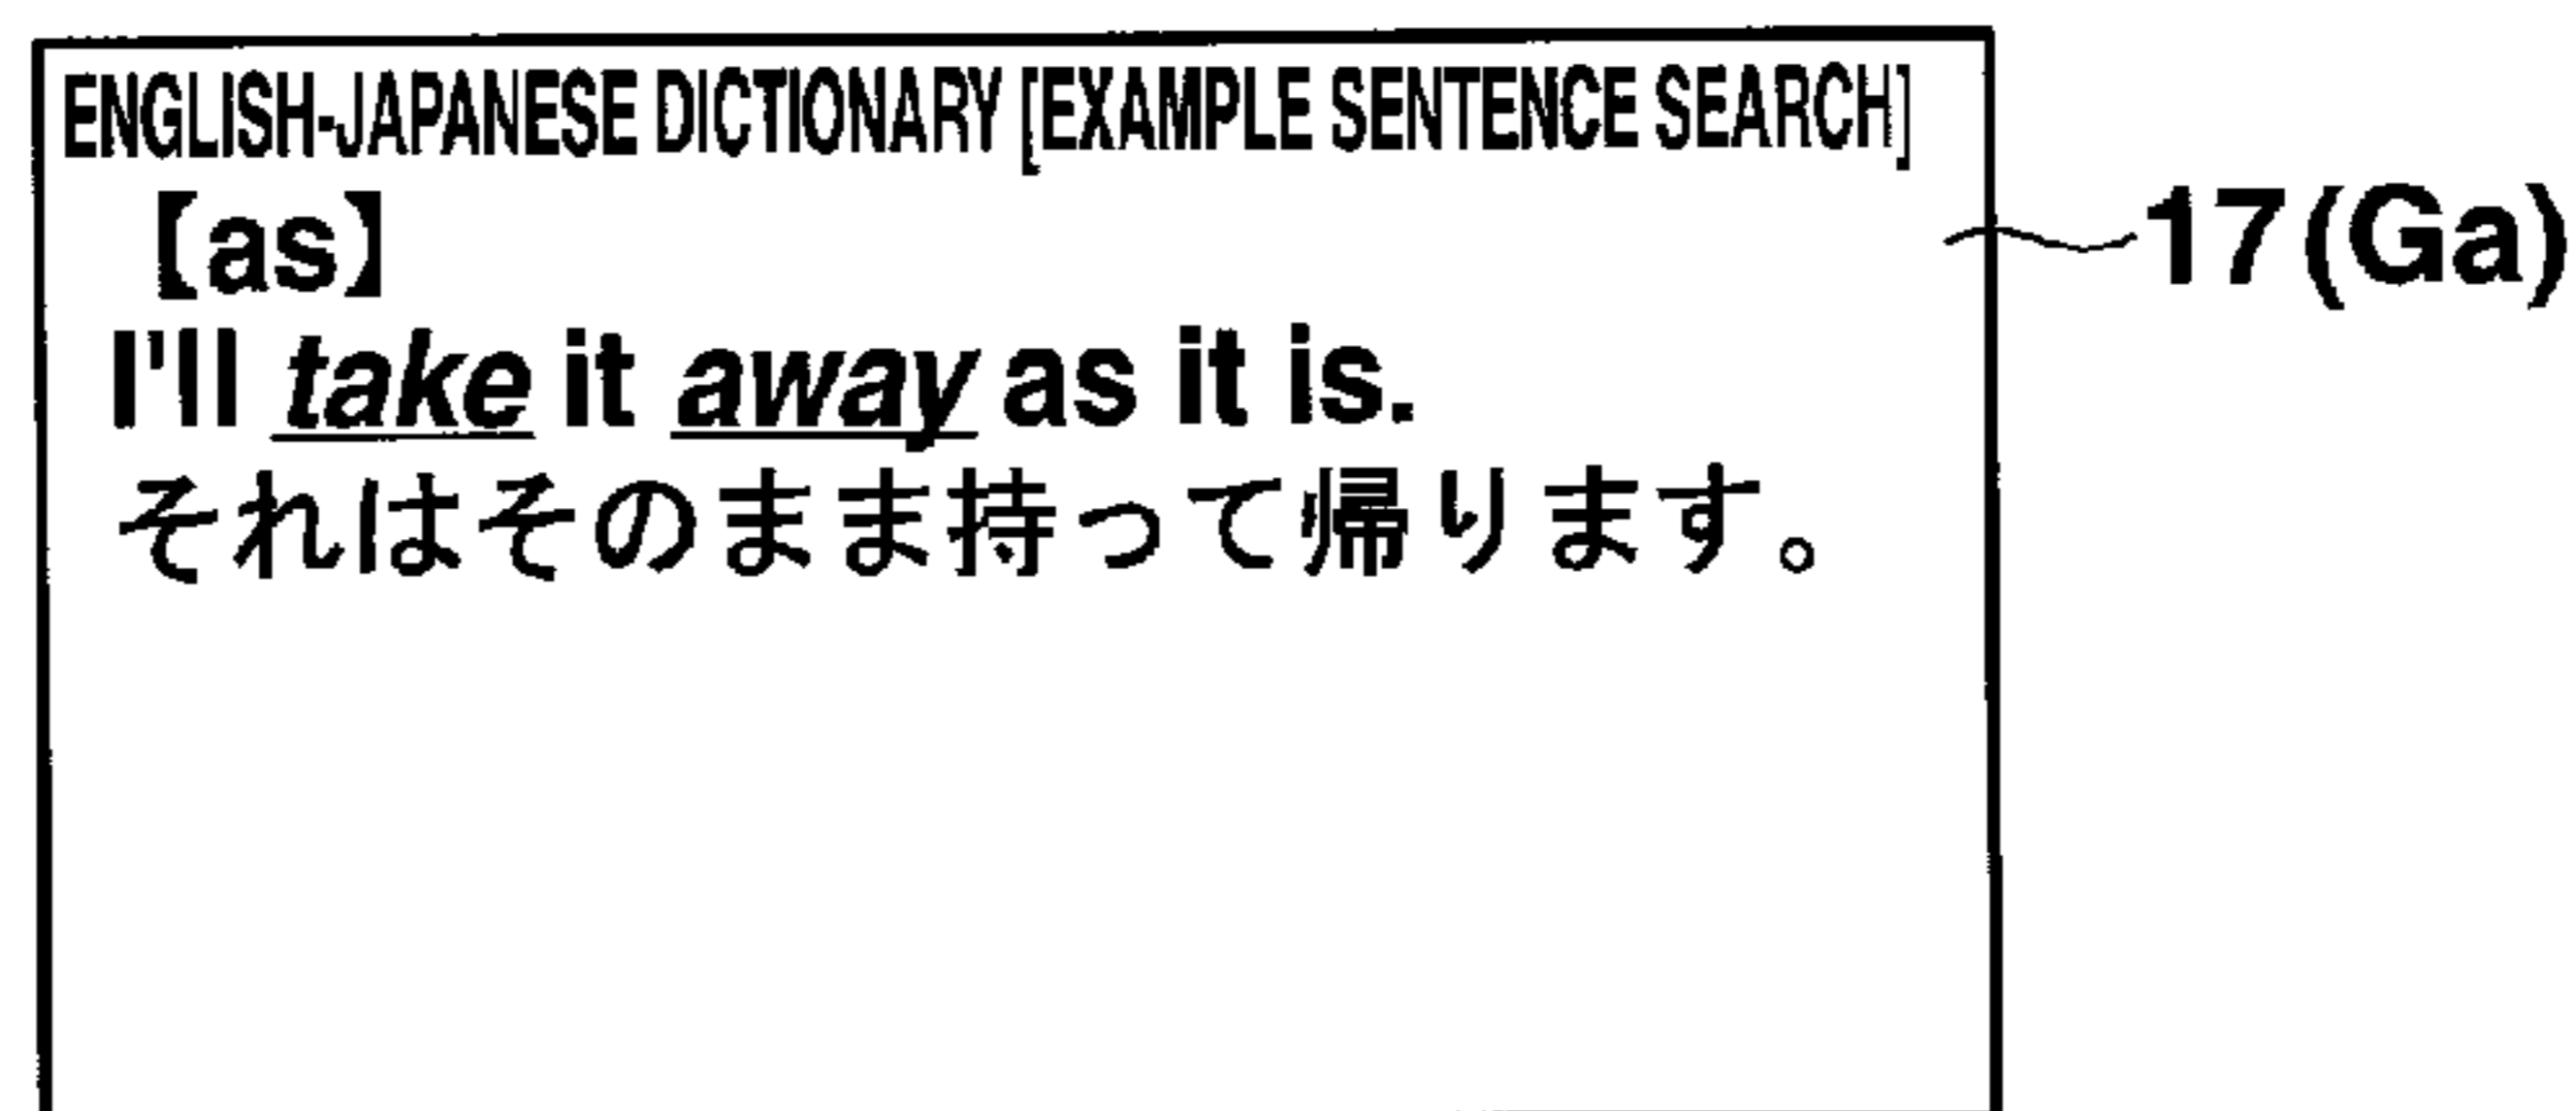 ENGLISH-JAPANESE DICTIONARY [EXAMPLE SENTENCE SEARCH]
【as】
17(Ga)
I'll take it away as it is.
それはそのまま持って帰ります。